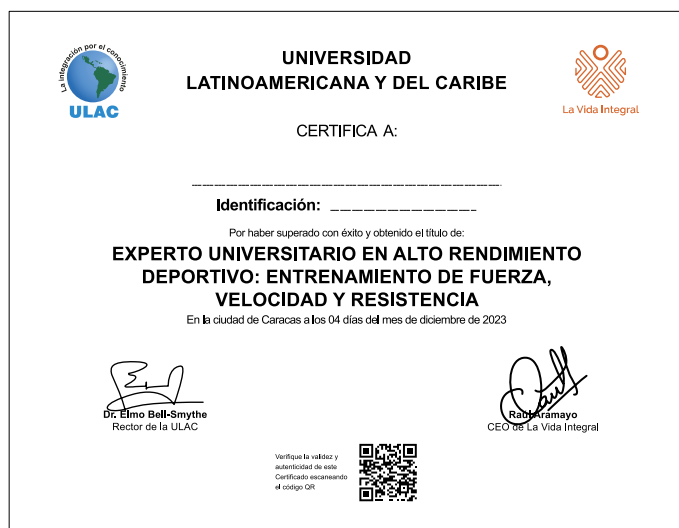 La integración por el conocimiento
ULAC
UNIVERSIDAD
LATINOAMERICANA Y DEL CARIBE
La Vida Integral
CERTIFICA A:
Identificación:
Por haber superado con éxito y obtenido el título de:
EXPERTO UNIVERSITARIO EN ALTO RENDIMIENTO
DEPORTIVO: ENTRENAMIENTO DE FUERZA,
VELOCIDAD Y RESISTENCIA
En la ciudad de Caracas a los 04 días del mes de diciembre de 2023
Dr. Elmo Bell-Smythe
Rector de la ULAC
Raúl Aramayo
CEO de La Vida Integral
Verifique la validez y
autenticidad de este
Certificado escaneando
el código QR